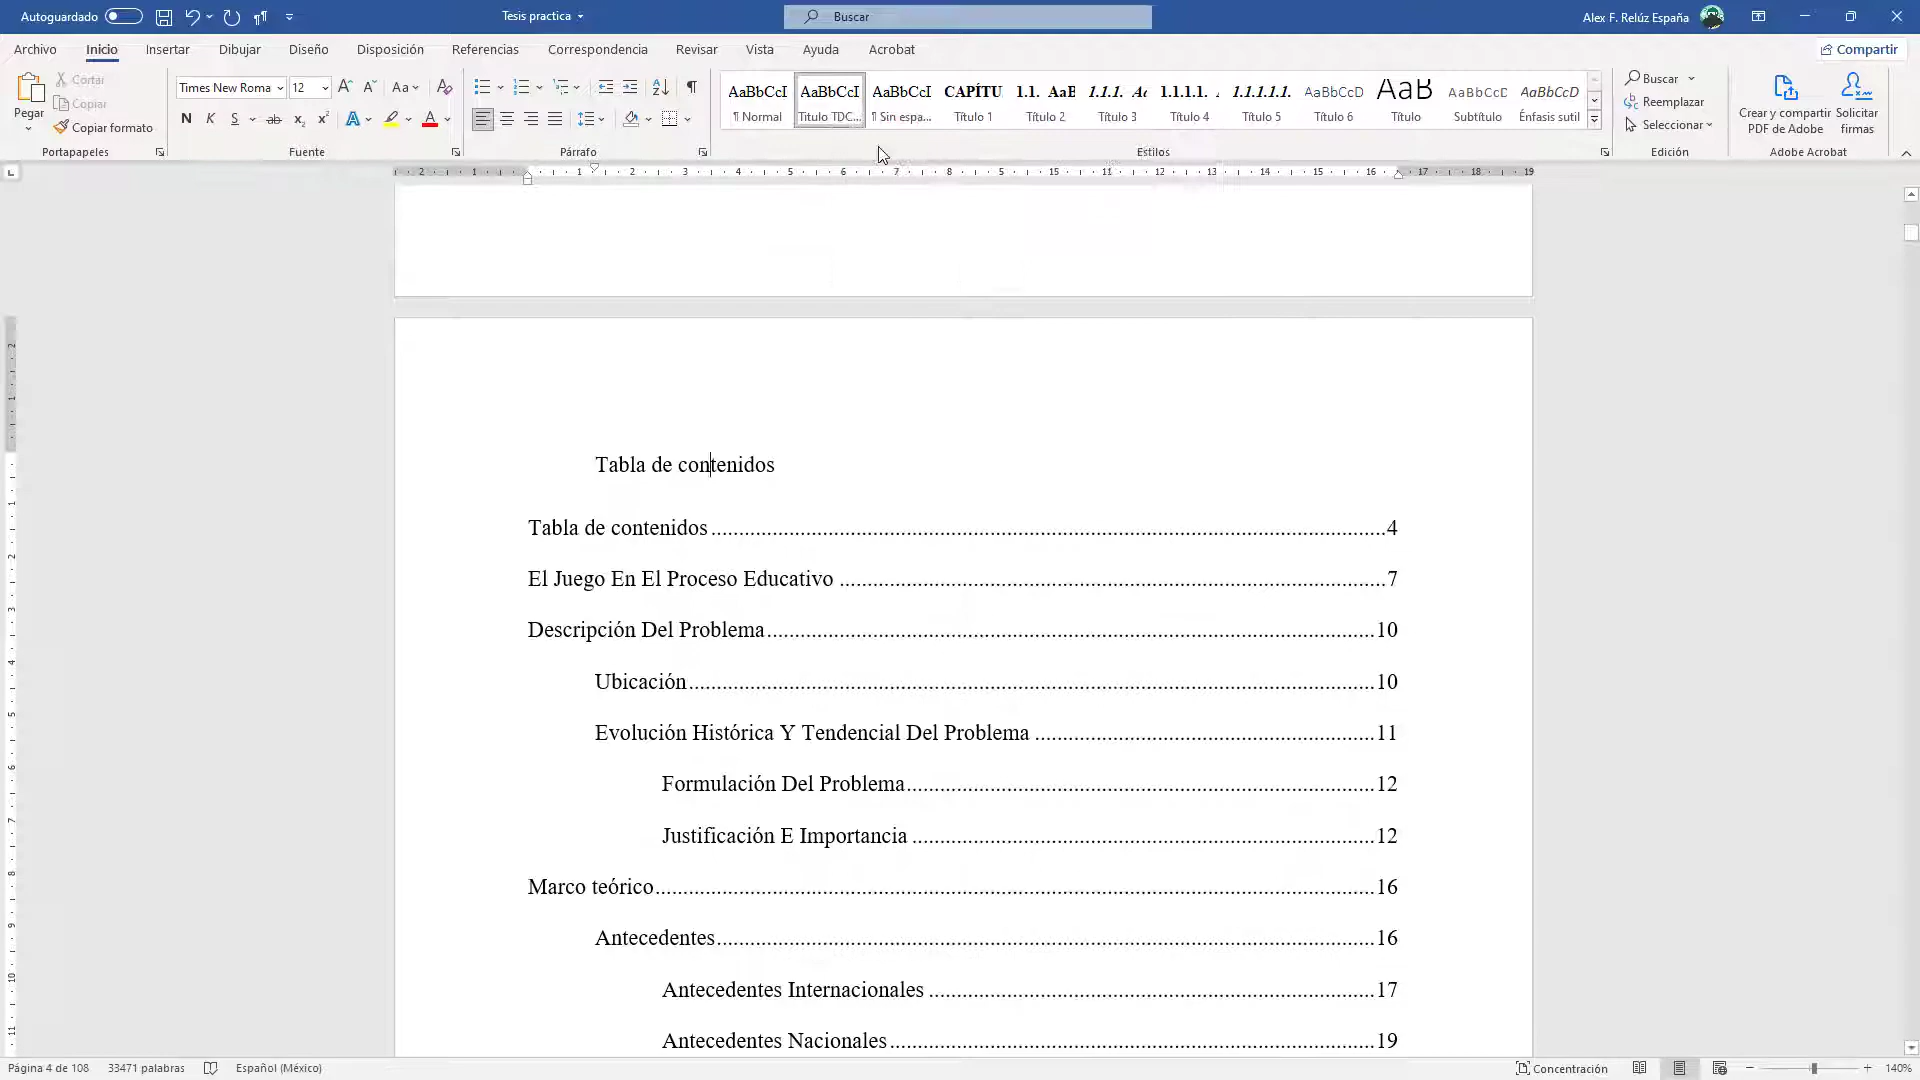 Autoguardado
Tesis practica
Buscar
Alex F. Relúz España
Archivo Inicio Insertar Dibujar Diseño Disposición Referencias Correspondencia Revisar Vista Ayuda Acrobat
Compartir
Pegar
Cortar
Copiar
Copiar formato
Portapapeles
Times New Roma 12
Aa
N K S ab x₂ x² A A
Fuente
Párrafo
AaBbCcI AaBbCcI AaBbCcI CAPÍTU 1.1. AaB 1.1.1. Ac 1.1.1.1. 1.1.1.1.1. AaBbCcD AaB AaBbCcD AaBbCcD
¶ Normal Titulo TDC... ¶ Sin espa... Título 1 Título 2 Título 3 Título 4 Título 5 Título 6 Título Subtítulo Énfasis sutil
Estilos
Buscar
Reemplazar
Seleccionar
Edición
Crear y compartir PDF de Adobe
Solicitar firmas
Adobe Acrobat
Tabla de contenidos
Tabla de contenidos 4
El Juego En El Proceso Educativo 7
Descripción Del Problema 10
Ubicación 10
Evolución Histórica Y Tendencial Del Problema 11
Formulación Del Problema 12
Justificación E Importancia 12
Marco teórico 16
Antecedentes 16
Antecedentes Internacionales 17
Antecedentes Nacionales 19
Página 4 de 108 33471 palabras Español (México)
Concentración
140%